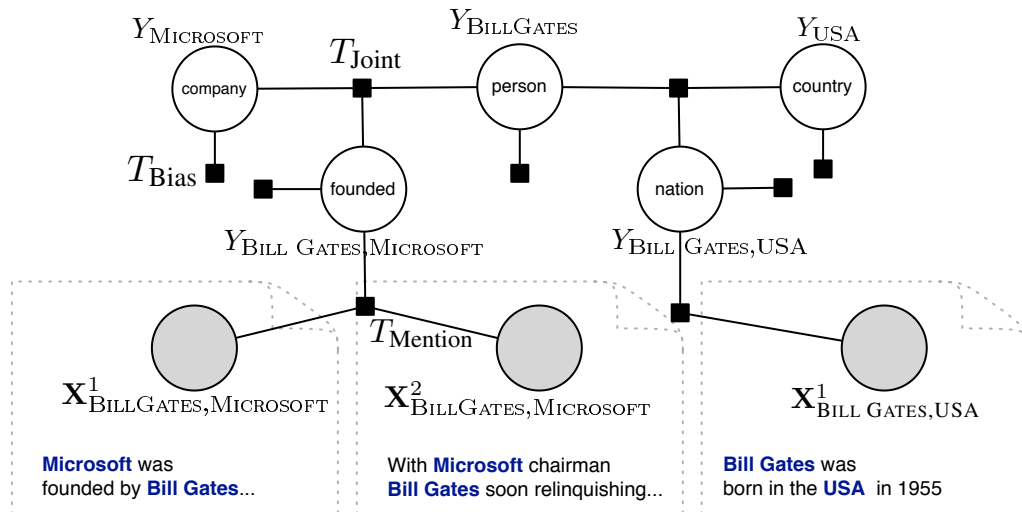 Y_MICROSOFT
Y_BILLGATES
Y_USA
T_Joint
company
person
country
T_Bias
founded
nation
Y_BILL GATES,MICROSOFT
Y_BILL GATES,USA
T_Mention
X^1_BILLGATES,MICROSOFT
X^2_BILLGATES,MICROSOFT
X^1_BILL GATES,USA
Microsoft was
founded by Bill Gates...
With Microsoft chairman
Bill Gates soon relinquishing...
Bill Gates was
born in the USA in 1955